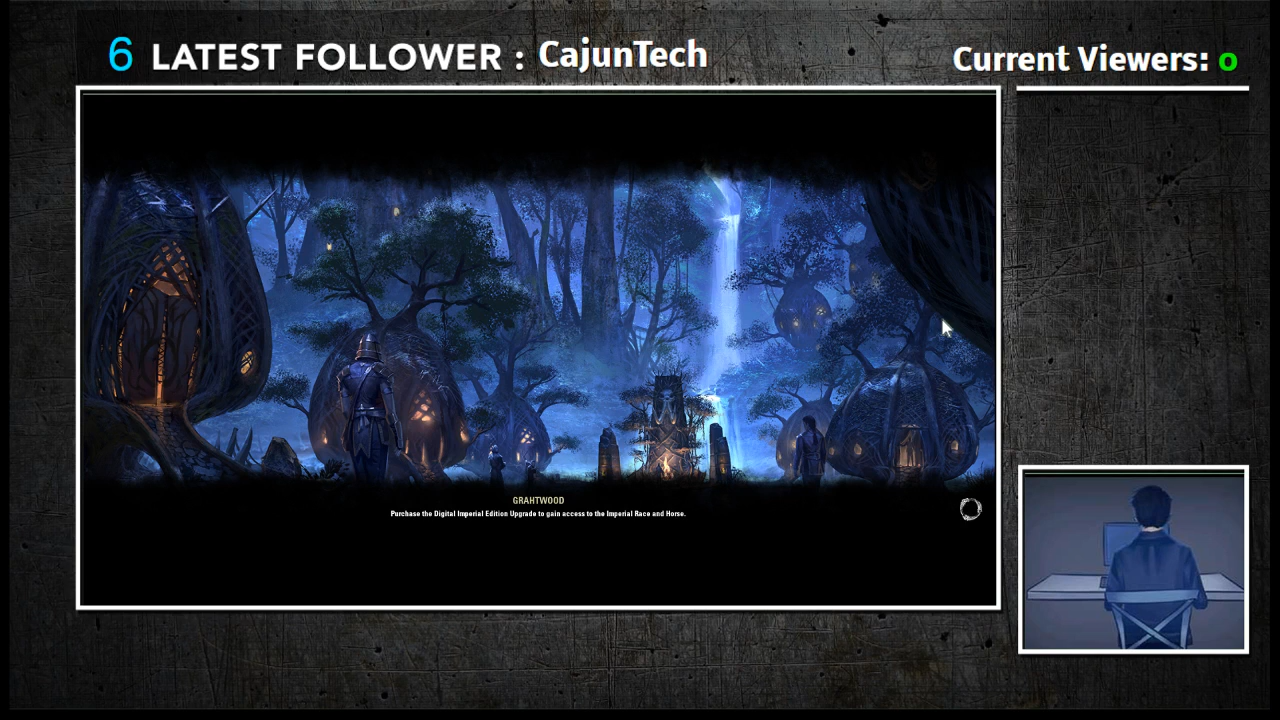 6 LATEST FOLLOWER : CajunTech
Current Viewers: 0
GRAHTWOOD
Purchase the Digital Imperial Edition Upgrade to gain access to the Imperial Race and Horse.